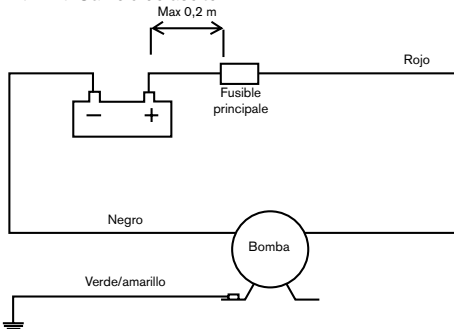 Max 0,2 m
Rojo
Fusible
principale
− +
Negro
Bomba
Verde/amarillo